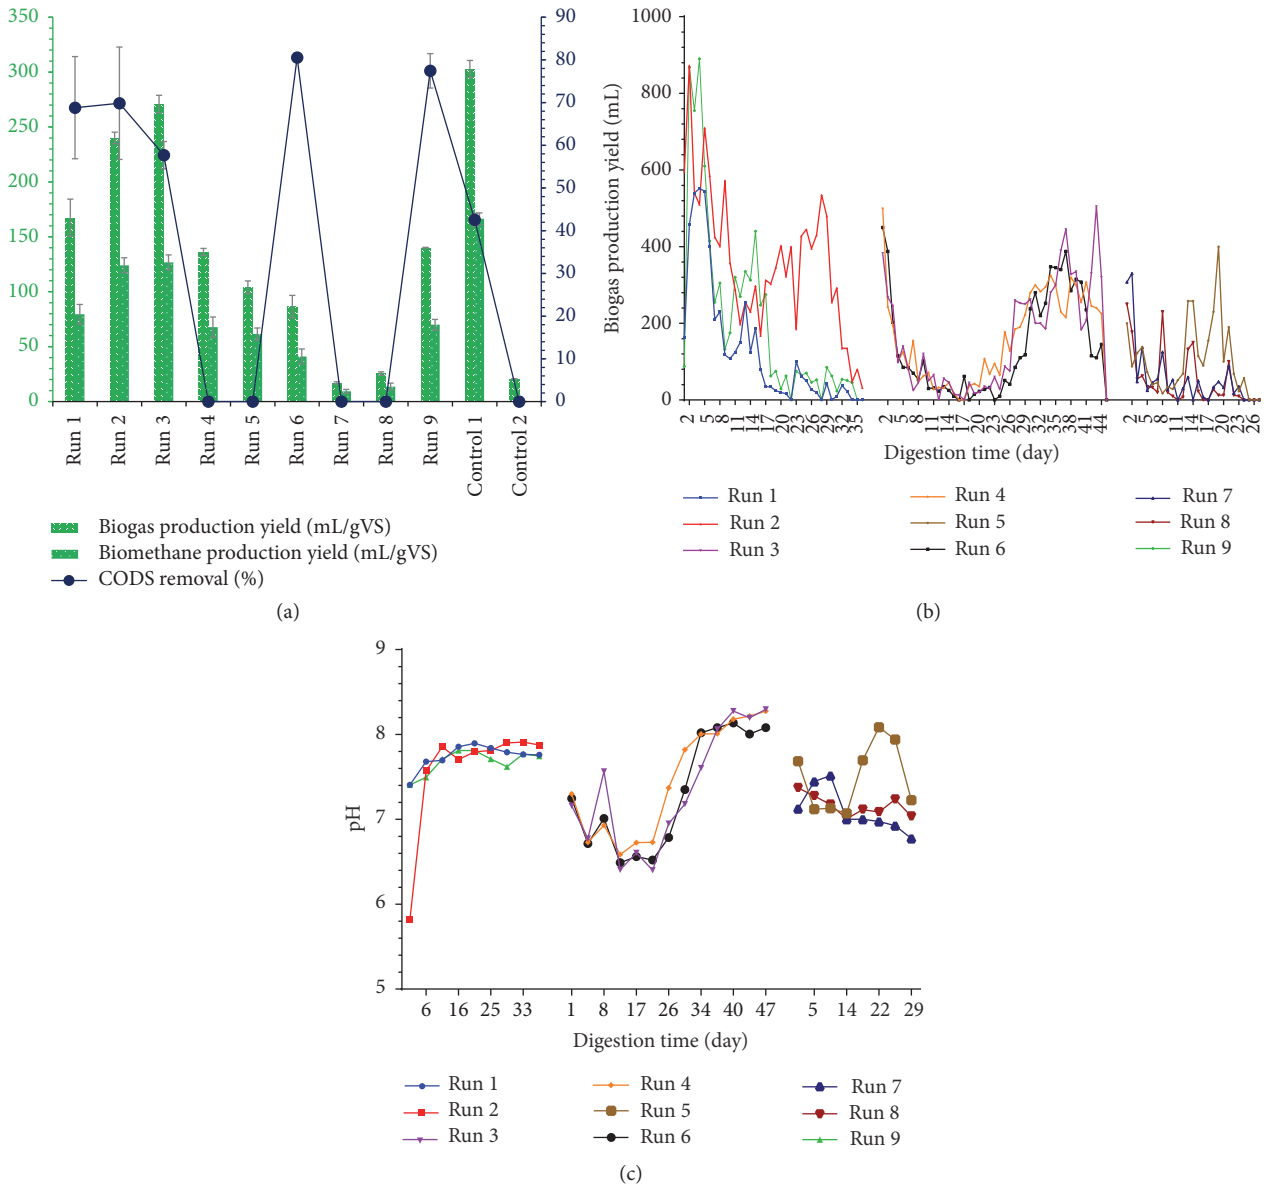 350
300
250
200
150
100
50
0
90
80
70
60
50
40
30
20
10
0
Run 1
Run 2
Run 3
Run 4
Run 5
Run 6
Run 7
Run 8
Run 9
Control 1
Control 2
Biogas production yield (mL/gVS)
Biomethane production yield (mL/gVS)
CODS removal (%)
(a)
Biogas production yield (mL)
1000
800
600
400
200
0
2 5 8 11 14 17 20 23 26 29 32 35 2 5 8 11 14 17 20 23 26 29 32 35 38 41 44 2 5 8 11 14 17 20 23 26
Digestion time (day)
Run 1 Run 4 Run 7
Run 2 Run 5 Run 8
Run 3 Run 6 Run 9
(b)
pH
9
8
7
6
5
6 16 25 33 1 8 17 26 34 40 47 5 14 22 29
Digestion time (day)
Run 1 Run 4 Run 7
Run 2 Run 5 Run 8
Run 3 Run 6 Run 9
(c)